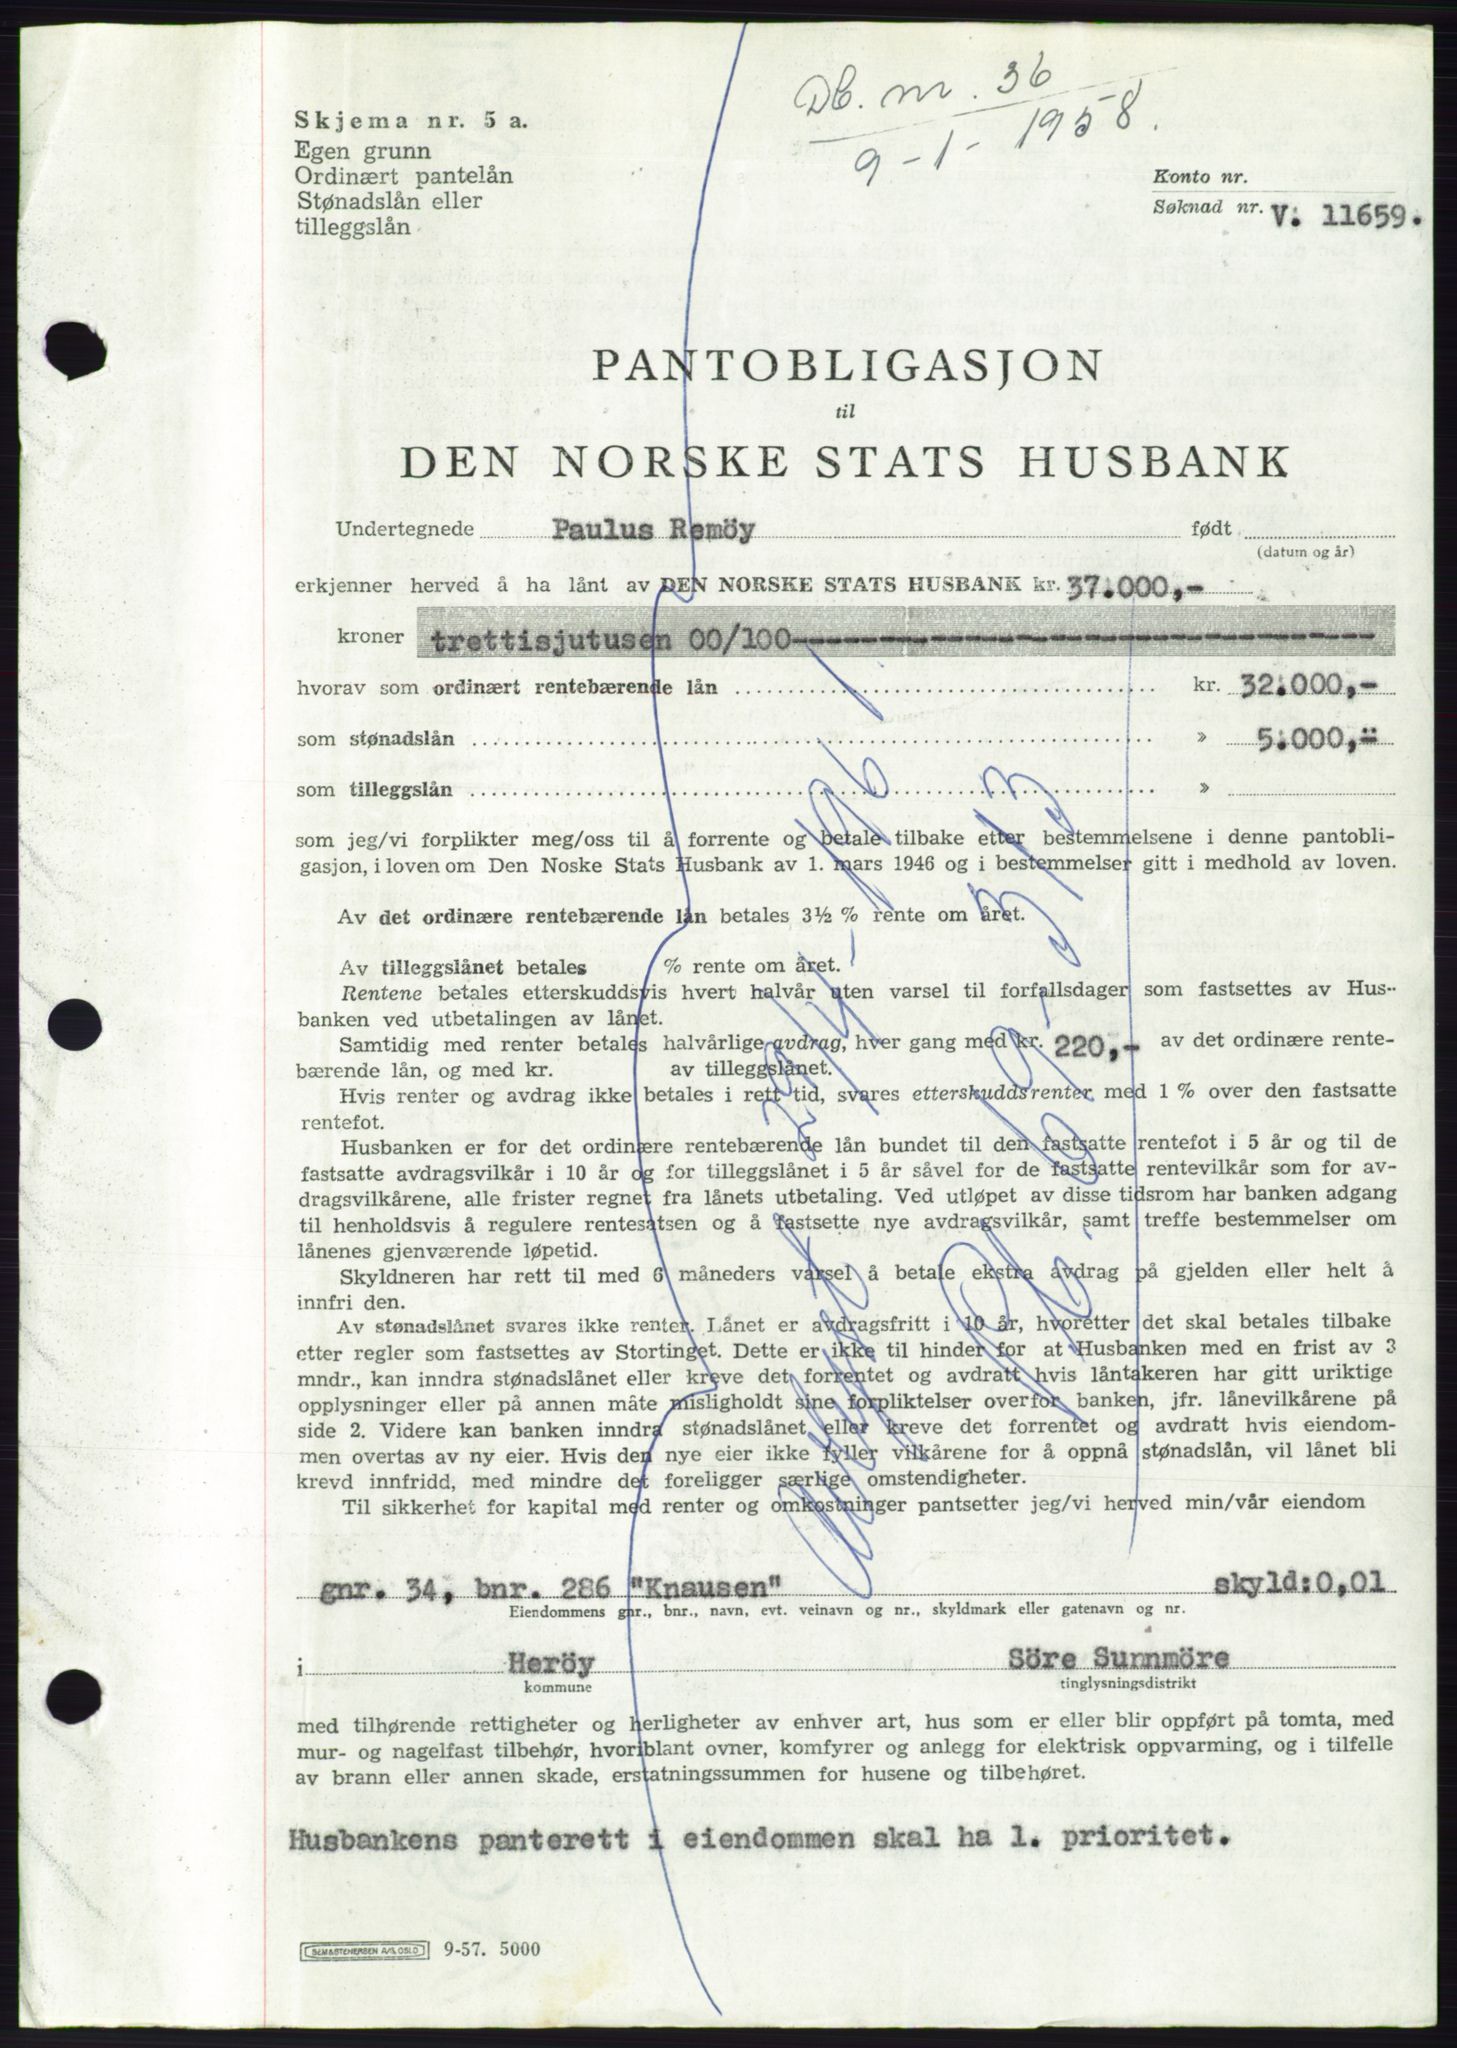 Db. nr. 36
9-1-1958.
Skjema nr. 5 a.
Egen grunn
Ordinært pantelån
Stønadslån eller
tilleggslån
Konto nr.
Søknad nr. V. 11659.
PANTOBLIGASJON
til
DEN NORSKE STATS HUSBANK
Undertegnede Paulus Remöy født
(datum og år)
erkjenner herved å ha lånt av DEN NORSKE STATS HUSBANK kr. 37.000,-
kroner trettisjutusen 00/100------------------------------
hvorav som ordinært rentebærende lån kr. 32.000,-
som stønadslån » 5.000,-
som tilleggslån »
som jeg/vi forplikter meg/oss til å forrente og betale tilbake etter bestemmelsene i denne pantobli-
gasjon, i loven om Den Noske Stats Husbank av 1. mars 1946 og i bestemmelser gitt i medhold av loven.
Av det ordinære rentebærende lån betales 3½ % rente om året.
Av tilleggslånet betales % rente om året.
Rentene betales etterskuddsvis hvert halvår uten varsel til forfallsdager som fastsettes av Hus-
banken ved utbetalingen av lånet.
Samtidig med renter betales halvårlige avdrag, hver gang med kr. 220,- av det ordinære rente-
bærende lån, og med kr. av tilleggslånet.
Hvis renter og avdrag ikke betales i rett tid, svares etterskuddsrenter med 1 % over den fastsatte
rentefot.
Husbanken er for det ordinære rentebærende lån bundet til den fastsatte rentefot i 5 år og til de
fastsatte avdragsvilkår i 10 år og for tilleggslånet i 5 år såvel for de fastsatte rentevilkår som for av-
dragsvilkårene, alle frister regnet fra lånets utbetaling. Ved utløpet av disse tidsrom har banken adgang
til henholdsvis å regulere rentesatsen og å fastsette nye avdragsvilkår, samt treffe bestemmelser om
lånenes gjenværende løpetid.
Skyldneren har rett til med 6 måneders varsel å betale ekstra avdrag på gjelden eller helt å
innfri den.
Av stønadslånet svares ikke renter. Lånet er avdragsfritt i 10 år, hvoretter det skal betales tilbake
etter regler som fastsettes av Stortinget. Dette er ikke til hinder for at Husbanken med en frist av 3
mndr., kan inndra stønadslånet eller kreve det forrentet og avdratt hvis låntakeren har gitt uriktige
opplysninger eller på annen måte misligholdt sine forpliktelser overfor banken, jfr. lånevilkårene på
side 2. Videre kan banken inndra stønadslånet eller kreve det forrentet og avdratt hvis eiendom-
men overtas av ny eier. Hvis den nye eier ikke fyller vilkårene for å oppnå stønadslån, vil lånet bli
krevd innfridd, med mindre det foreligger særlige omstendigheter.
Til sikkerhet for kapital med renter og omkostninger pantsetter jeg/vi herved min/vår eiendom
gnr. 34, bnr. 286 "Knausen" skyld:0,01
Eiendommens gnr., bnr., navn, evt. veinavn og nr., skyldmark eller gatenavn og nr.
i Heröy Söre Sunnmöre
kommune tinglysningsdistrikt
med tilhørende rettigheter og herligheter av enhver art, hus som er eller blir oppført på tomta, med
mur- og nagelfast tilbehør, hvoriblant ovner, komfyrer og anlegg for elektrisk oppvarming, og i tilfelle
av brann eller annen skade, erstatningssummen for husene og tilbehøret.
Husbankens panterett i eiendommen skal ha 1. prioritet.
9-57. 5000
Avlyst 29/4-1961